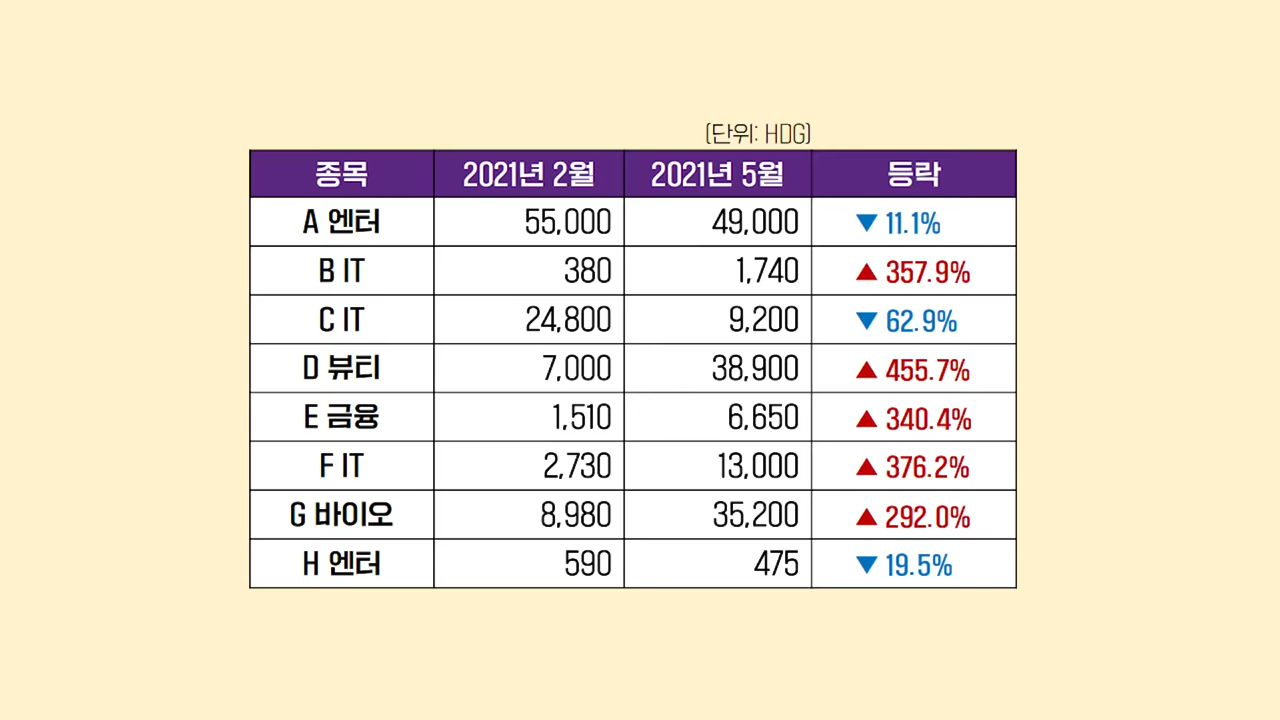 (단위: HDG)
종목 2021년 2월 2021년 5월 등락
A 엔터 55,000 49,000 ▼ 11.1%
B IT 380 1,740 ▲ 357.9%
C IT 24,800 9,200 ▼ 62.9%
D 뷰티 7,000 38,900 ▲ 455.7%
E 금융 1,510 6,650 ▲ 340.4%
F IT 2,730 13,000 ▲ 376.2%
G 바이오 8,980 35,200 ▲ 292.0%
H 엔터 590 475 ▼ 19.5%